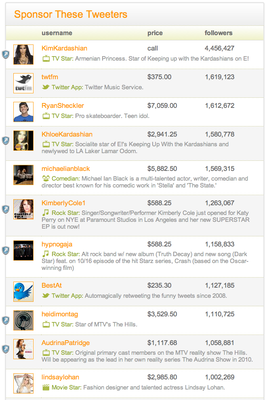 Sponsor These Tweeters
username price followers
KimKardashian call 4,456,427
TV Star: Armenian Princess. Star of Keeping up with the Kardashians on E!
twtfm $375.00 1,619,123
Twitter App: Twitter Music Service.
RyanSheckler $7,059.00 1,612,672
Star: Pro skateboarder. Teen idol.
KhloeKardashian $2,941.25 1,580,778
TV Star: Socialite star of E!'s Keeping Up With the Kardashians and
newlywed to LA Laker Lamar Odom.
michaelianblack $5,882.50 1,569,315
Comedian: Michael Ian Black is a multi-talented actor, writer, comedian and
director best known for his comedic work in 'Stella' and 'The State.'
KimberlyCole1 $588.25 1,263,067
Rock Star: Singer/Songwriter/Performer Kimberly Cole just opened for Katy
Perry on NYE at Paramount Studios in Los Angeles and her new SUPERSTAR
EP is out now!
hypnogaja $588.25 1,158,833
Rock Star: Alt rock band w/ new album (Truth Decay) and new song (Dark
Star) feat. on 10/16 episode of the hit Starz series, Crash (based on the Oscar-
winning film)
BestAt $235.30 1,127,185
Twitter App: Automagically retweeting the funny tweets since 2008.
heidimontag $3,529.50 1,110,725
TV Star: Star of MTV's The Hills.
AudrinaPatridge $1,117.68 1,058,881
TV Star: Original primary cast members on the MTV reality show The Hills.
Will be appearing as the lead in her own reality series The Audrina Show in 2010.
lindsaylohan $2,985.80 1,002,269
Movie Star: Fashion designer and talented actress Lindsay Lohan.